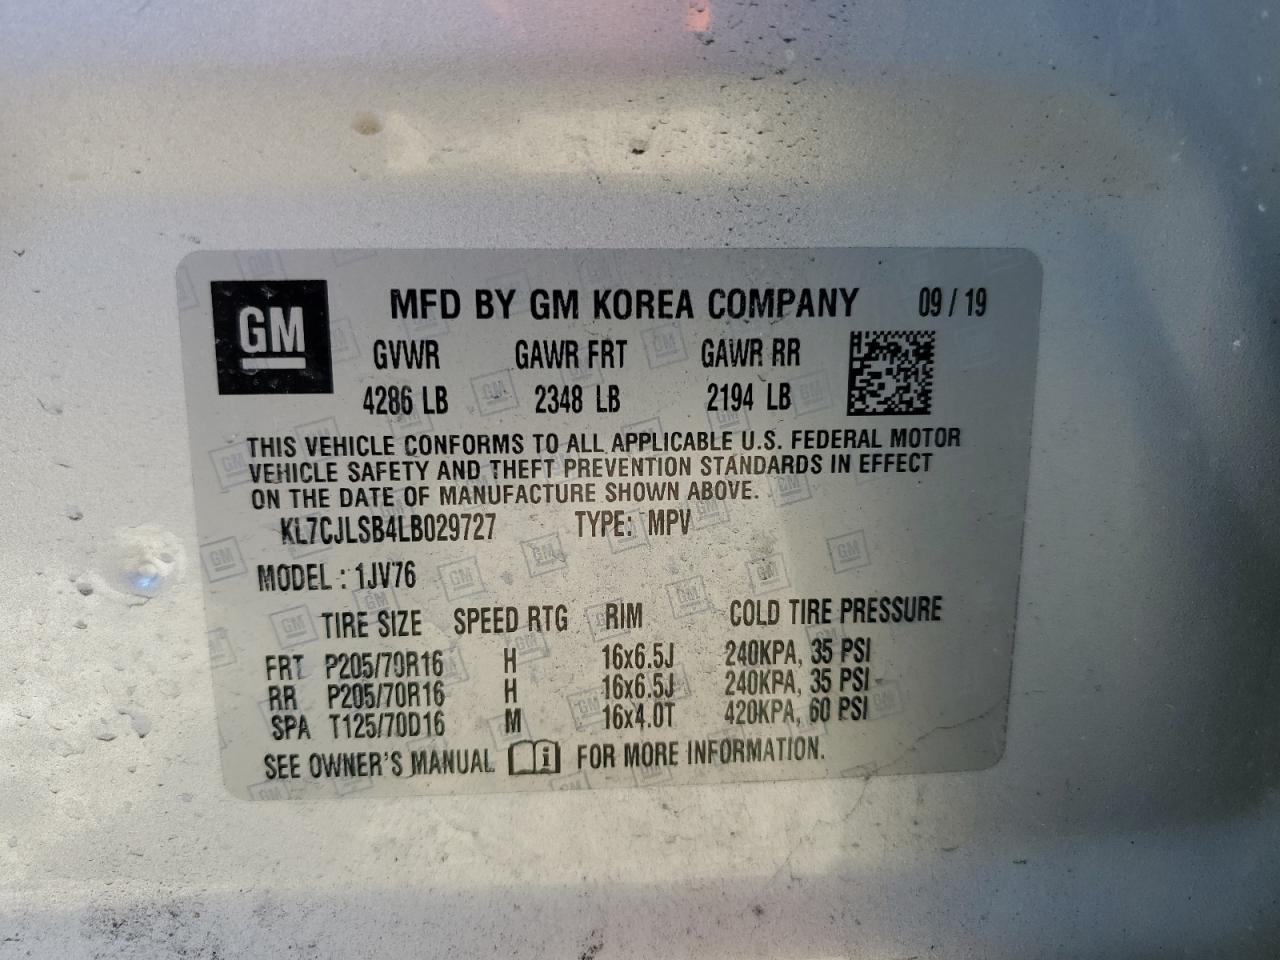 GM
MFD BY GM KOREA COMPANY 09 / 19
GVWR GAWR FRT GAWR RR
4286 LB 2348 LB 2194 LB
THIS VEHICLE CONFORMS TO ALL APPLICABLE U.S. FEDERAL MOTOR
VEHICLE SAFETY AND THEFT PREVENTION STANDARDS IN EFFECT
ON THE DATE OF MANUFACTURE SHOWN ABOVE.
KL7CJLSB4LB029727 TYPE: MPV
MODEL : 1JV76
TIRE SIZE SPEED RTG RIM COLD TIRE PRESSURE
FRT P205/70R16 H 16x6.5J 240KPA, 35 PSI
RR P205/70R16 H 16x6.5J 240KPA, 35 PSI
SPA T125/70D16 M 16x4.0T 420KPA, 60 PSI
SEE OWNER'S MANUAL i FOR MORE INFORMATION.